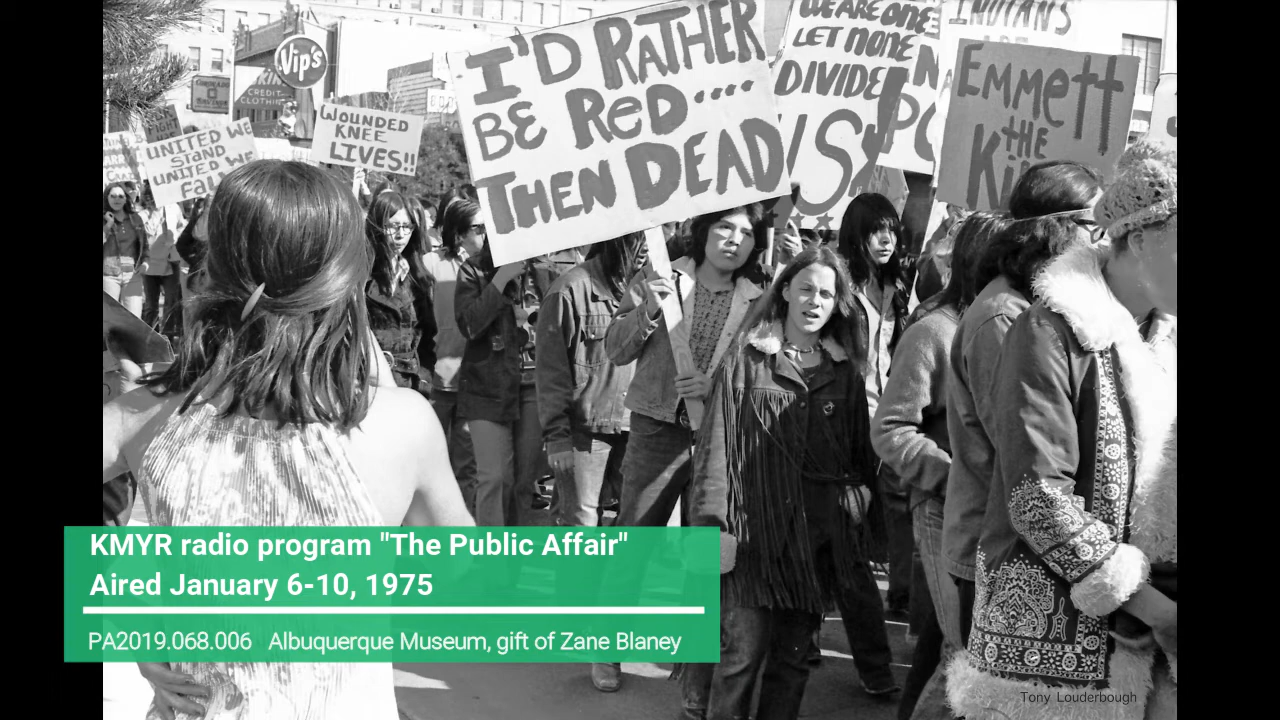 Vip's
CREDIT
CLOTHING
UNITED WE
STAND
UNITED WE
FALL
WOUNDED
KNEE
LIVES!!
I'D RATHER
BE ReD....
THEN DEAD
WE ARE ONE
LET NONE
DIVIDE
US
INDIANS
EMMETT
THE
KMYR radio program "The Public Affair"
Aired January 6-10, 1975
PA2019.068.006 Albuquerque Museum, gift of Zane Blaney
Tony Louderbough